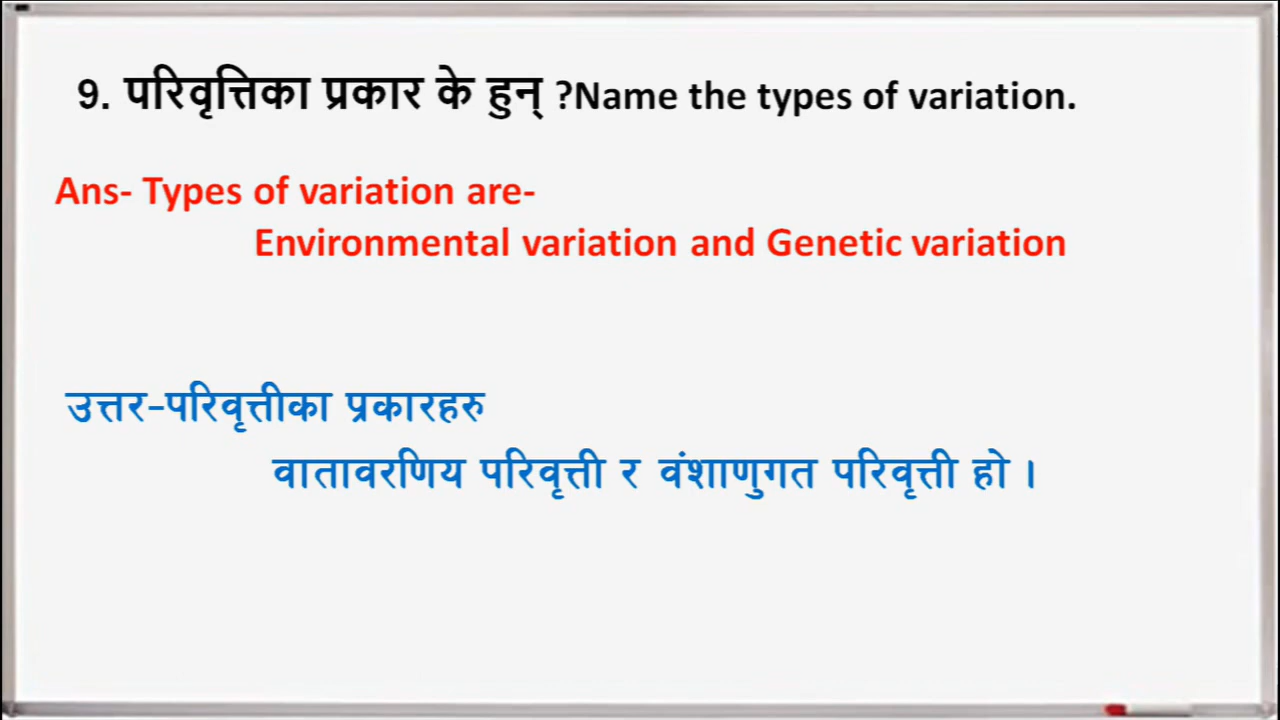 9. परिवृत्तिका प्रकार के हुन् ?Name the types of variation.
Ans- Types of variation are-
Environmental variation and Genetic variation
उत्तर-परिवृत्तीका प्रकारहरु
वातावरणिय परिवृत्ती र वंशाणुगत परिवृत्ती हो ।